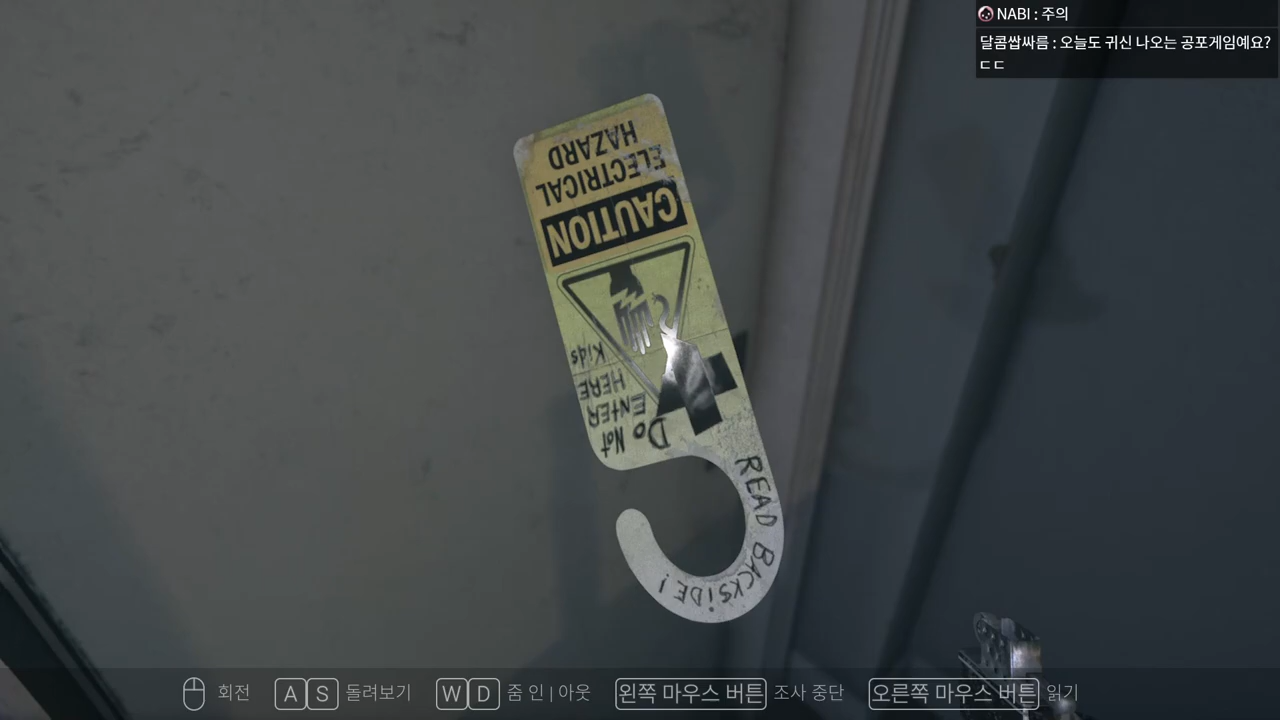 NABI : 주의
달콤쌉싸름 : 오늘도 귀신 나오는 공포게임예요?
ㄷㄷ
READ BACKSiDE!
Do Not
ENTER
HERE
Kids
CAUTION
ELECTRICAL
HAZARD
회전
A S 돌려보기
W D 줌 인 | 아웃
왼쪽 마우스 버튼 조사 중단
오른쪽 마우스 버튼 읽기